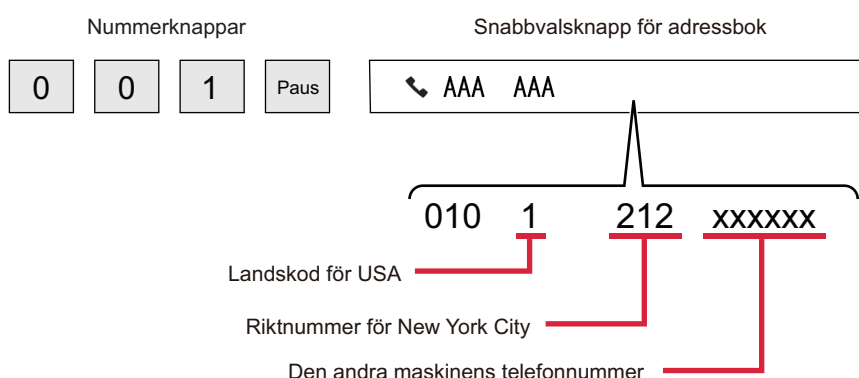 Nummerknappar Snabbvalsknapp för adressbok
0 0 1 Paus AAA AAA
010 1 212 xxxxxx
Landskod för USA
Riktnummer för New York City
Den andra maskinens telefonnummer